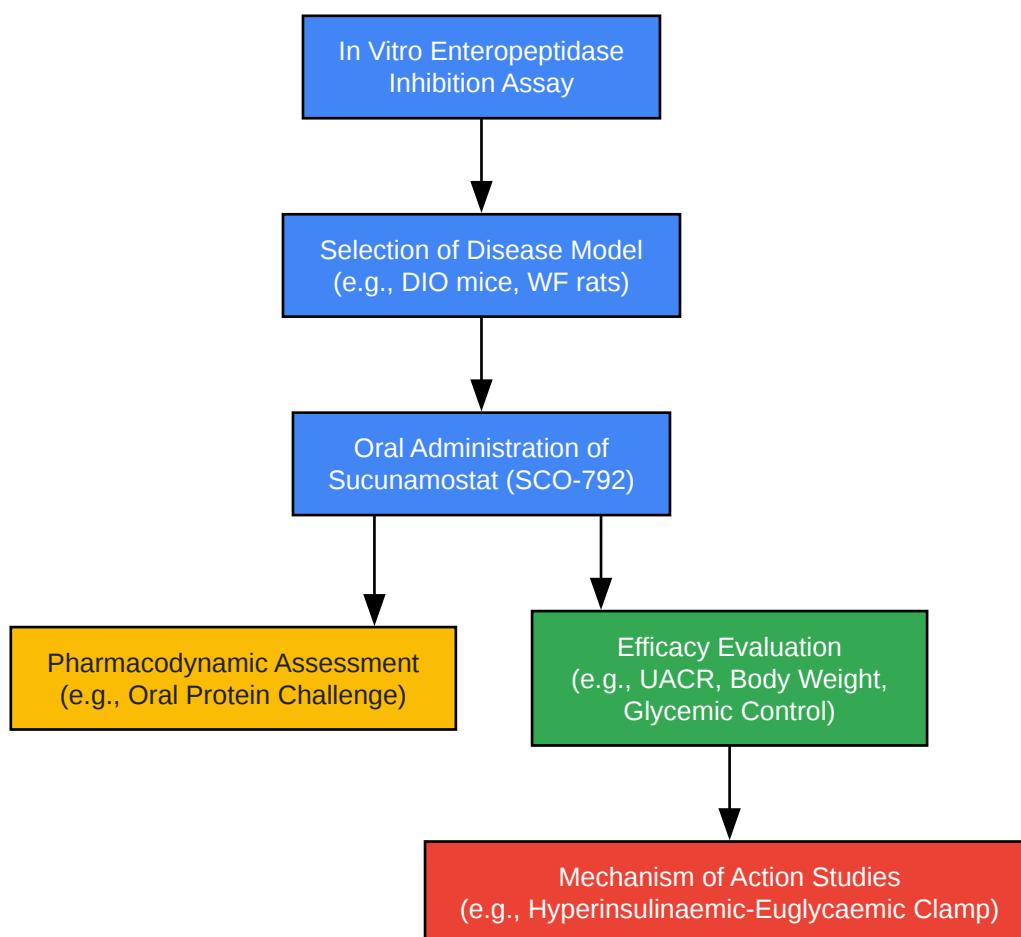 In Vitro Enteropeptidase
Inhibition Assay
Selection of Disease Model
(e.g., DIO mice, WF rats)
Oral Administration of
Sucunamostat (SCO-792)
Pharmacodynamic Assessment
(e.g., Oral Protein Challenge)
Efficacy Evaluation
(e.g., UACR, Body Weight,
Glycemic Control)
Mechanism of Action Studies
(e.g., Hyperinsulinaemic-Euglycaemic Clamp)